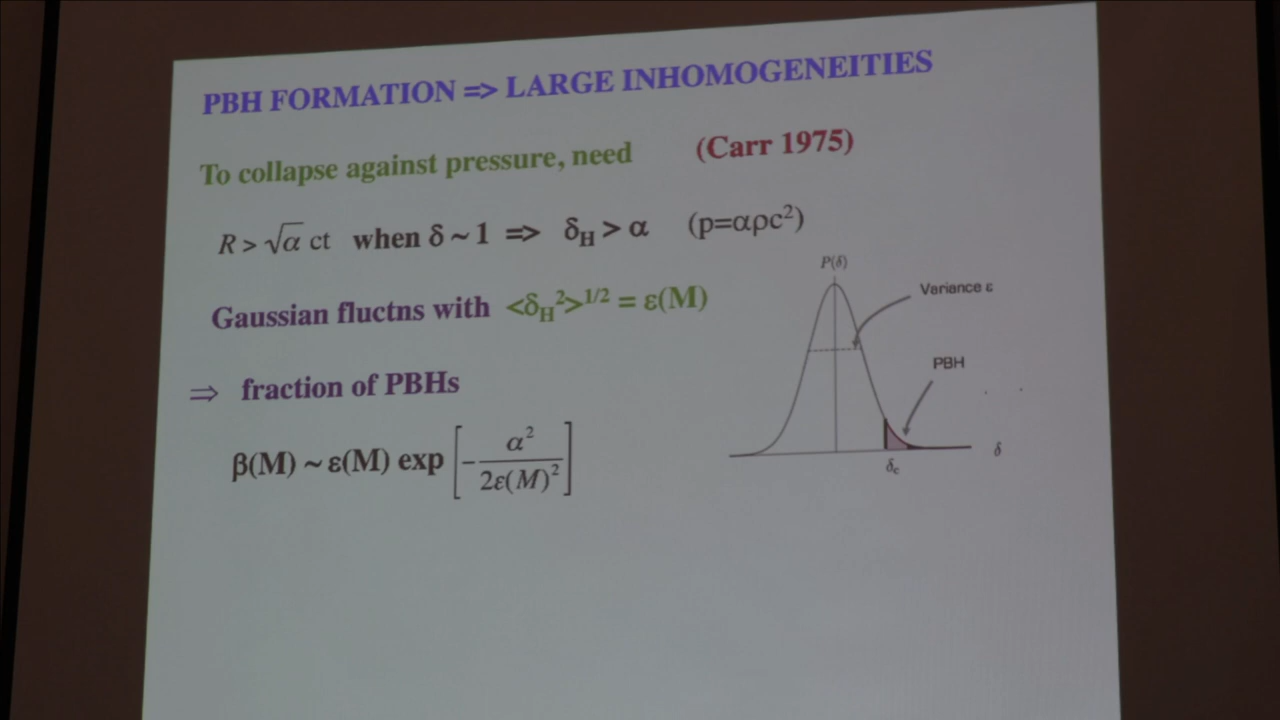 PBH FORMATION => LARGE INHOMOGENEITIES
To collapse against pressure, need (Carr 1975)
R > √α ct when δ ~ 1 => δH > α (p=αρc²)
Gaussian fluctns with <δH²>1/2 = ε(M)
⇒ fraction of PBHs
β(M) ~ ε(M) exp [-α²/2ε(M)²]
P(δ)
Variance ε
PBH
δ
δc